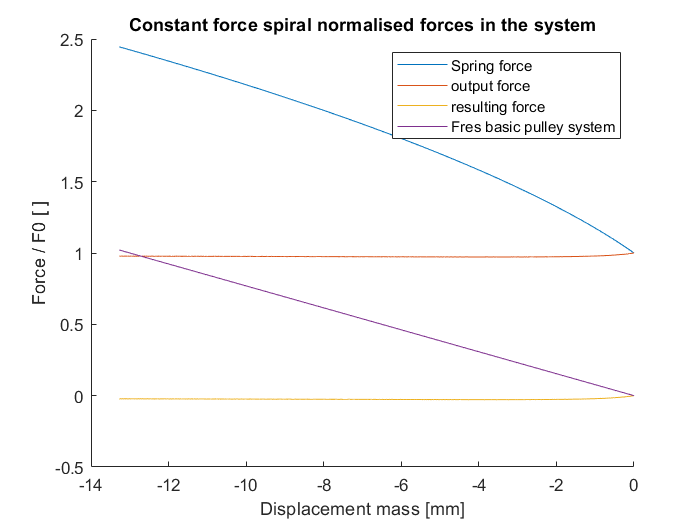 Constant force spiral normalised forces in the system
2.5
2
1.5
1
0.5
0
-0.5
Force / F0 [ ]
Spring force
output force
resulting force
Fres basic pulley system
-14 -12 -10 -8 -6 -4 -2 0
Displacement mass [mm]